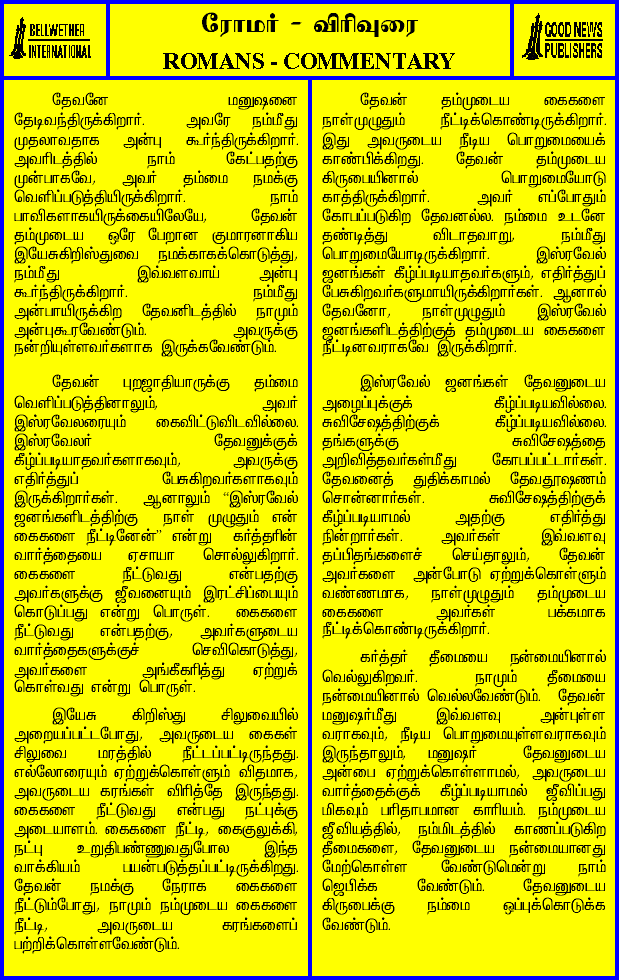 BELLWETHER
INTERNATIONAL
ரோமர் - விரிவுரை
ROMANS - COMMENTARY
GOOD NEWS
PUBLISHERS
தேவனே மனுஷனை
தேடிவந்திருக்கிறார். அவரே நம்மீது
முதலாவதாக அன்பு கூர்ந்திருக்கிறார்.
அவரிடத்தில் நாம் கேட்பதற்கு
முன்பாகவே, அவர் தம்மை நமக்கு
வெளிப்படுத்தியிருக்கிறார். நாம்
பாவிகளாகயிருக்கையிலேயே, தேவன்
தம்முடைய ஒரே பேறான குமாரனாகிய
இயேசுகிறிஸ்துவை நமக்காகக்கொடுத்து,
நம்மீது இவ்வளவாய் அன்பு
கூர்ந்திருக்கிறார். நம்மீது
அன்பாயிருக்கிற தேவனிடத்தில் நாமும்
அன்புகூரவேண்டும். அவருக்கு
நன்றியுள்ளவர்களாக இருக்கவேண்டும்.
தேவன் புறஜாதியாருக்கு தம்மை
வெளிப்படுத்தினாலும், அவர்
இஸ்ரவேலரையும் கைவிட்டுவிடவில்லை.
இஸ்ரவேலர் தேவனுக்குக்
கீழ்ப்படியாதவர்களாகவும், அவருக்கு
எதிர்த்துப் பேசுகிறவர்களாகவும்
இருக்கிறார்கள். ஆனாலும் “இஸ்ரவேல்
ஜனங்களிடத்திற்கு நாள் முழுதும் என்
கைகளை நீட்டினேன்” என்று கர்த்தரின்
வார்த்தையை ஏசாயா சொல்லுகிறார்.
கைகளை நீட்டுவது என்பதற்கு
அவர்களுக்கு ஜீவனையும் இரட்சிப்பையும்
கொடுப்பது என்று பொருள். கைகளை
நீட்டுவது என்பதற்கு, அவர்களுடைய
வார்த்தைகளுக்குச் செவிகொடுத்து,
அவர்களை அங்கீகரித்து ஏற்றுக்
கொள்வது என்று பொருள்.
இயேசு கிறிஸ்து சிலுவையில்
அறையப்பட்டபோது, அவருடைய கைகள்
சிலுவை மரத்தில் நீட்டப்பட்டிருந்தது.
எல்லோரையும் ஏற்றுக்கொள்ளும் விதமாக,
அவருடைய கரங்கள் விரித்தே இருந்தது.
கைகளை நீட்டுவது என்பது நட்புக்கு
அடையாளம். கைகளை நீட்டி, கைகுலுக்கி,
நட்பு உறுதிபண்ணுவதுபோல இந்த
வாக்கியம் பயன்படுத்தப்பட்டிருக்கிறது.
தேவன் நமக்கு நேராக கைகளை
நீட்டும்போது, நாமும் நம்முடைய கைகளை
நீட்டி, அவருடைய கரங்களைப்
பற்றிக்கொள்ளவேண்டும்.
தேவன் தம்முடைய கைகளை
நாள்முழுதும் நீட்டிக்கொண்டிருக்கிறார்.
இது அவருடைய நீடிய பொறுமையைக்
காண்பிக்கிறது. தேவன் தம்முடைய
கிருபையினால் பொறுமையோடு
காத்திருக்கிறார். அவர் எப்போதும்
கோபப்படுகிற தேவனல்ல. நம்மை உடனே
தண்டித்து விடாதவாறு, நம்மீது
பொறுமையோடிருக்கிறார். இஸ்ரவேல்
ஜனங்கள் கீழ்ப்படியாதவர்களும், எதிர்த்துப்
பேசுகிறவர்களுமாயிருக்கிறார்கள். ஆனால்
தேவனோ, நாள்முழுதும் இஸ்ரவேல்
ஜனங்களிடத்திற்குத் தம்முடைய கைகளை
நீட்டினவராகவே இருக்கிறார்.
இஸ்ரவேல் ஜனங்கள் தேவனுடைய
அழைப்புக்குக் கீழ்ப்படியவில்லை.
சுவிசேஷத்திற்குக் கீழ்ப்படியவில்லை.
தங்களுக்கு சுவிசேஷத்தை
அறிவித்தவர்கள்மீது கோபப்பட்டார்கள்.
தேவனைத் துதிக்காமல் தேவதூஷணம்
சொன்னார்கள். சுவிசேஷத்திற்குக்
கீழ்ப்படியாமல் அதற்கு எதிர்த்து
நின்றார்கள். அவர்கள் இவ்வளவு
தப்பிதங்களைச் செய்தாலும், தேவன்
அவர்களை அன்போடு ஏற்றுக்கொள்ளும்
வண்ணமாக, நாள்முழுதும் தம்முடைய
கைகளை அவர்கள் பக்கமாக
நீட்டிக்கொண்டிருக்கிறார்.
கர்த்தர் தீமையை நன்மையினால்
வெல்லுகிறவர். நாமும் தீமையை
நன்மையினால் வெல்லவேண்டும். தேவன்
மனுஷர்மீது இவ்வளவு அன்புள்ள
வராகவும், நீடிய பொறுமையுள்ளவராகவும்
இருந்தாலும், மனுஷர் தேவனுடைய
அன்பை ஏற்றுக்கொள்ளாமல், அவருடைய
வார்த்தைக்குக் கீழ்ப்படியாமல் ஜீவிப்பது
மிகவும் பரிதாபமான காரியம். நம்முடைய
ஜீவியத்தில், நம்மிடத்தில் காணப்படுகிற
தீமைகளை, தேவனுடைய நன்மையானது
மேற்கொள்ள வேண்டுமென்று நாம்
ஜெபிக்க வேண்டும். தேவனுடைய
கிருபைக்கு நம்மை ஒப்புக்கொடுக்க
வேண்டும்.